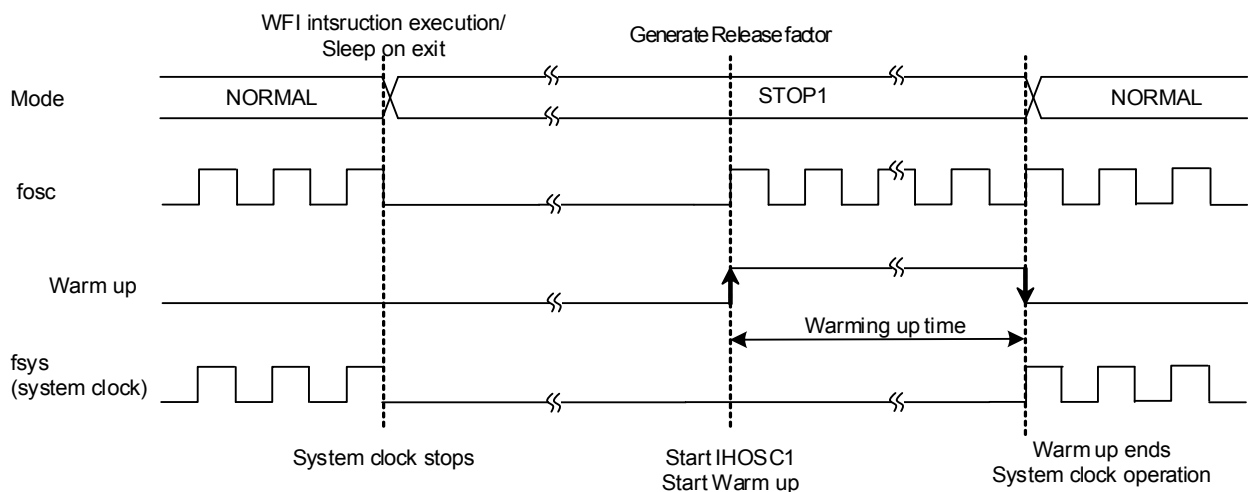 WFI intsruction execution/
Sleep on exit
Generate Release factor
Mode
NORMAL
STOP1
NORMAL
fosc
Warm up
Warming up time
fsys
(system clock)
System clock stops
Start IHOSC1
Start Warm up
Warm up ends
System clock operation